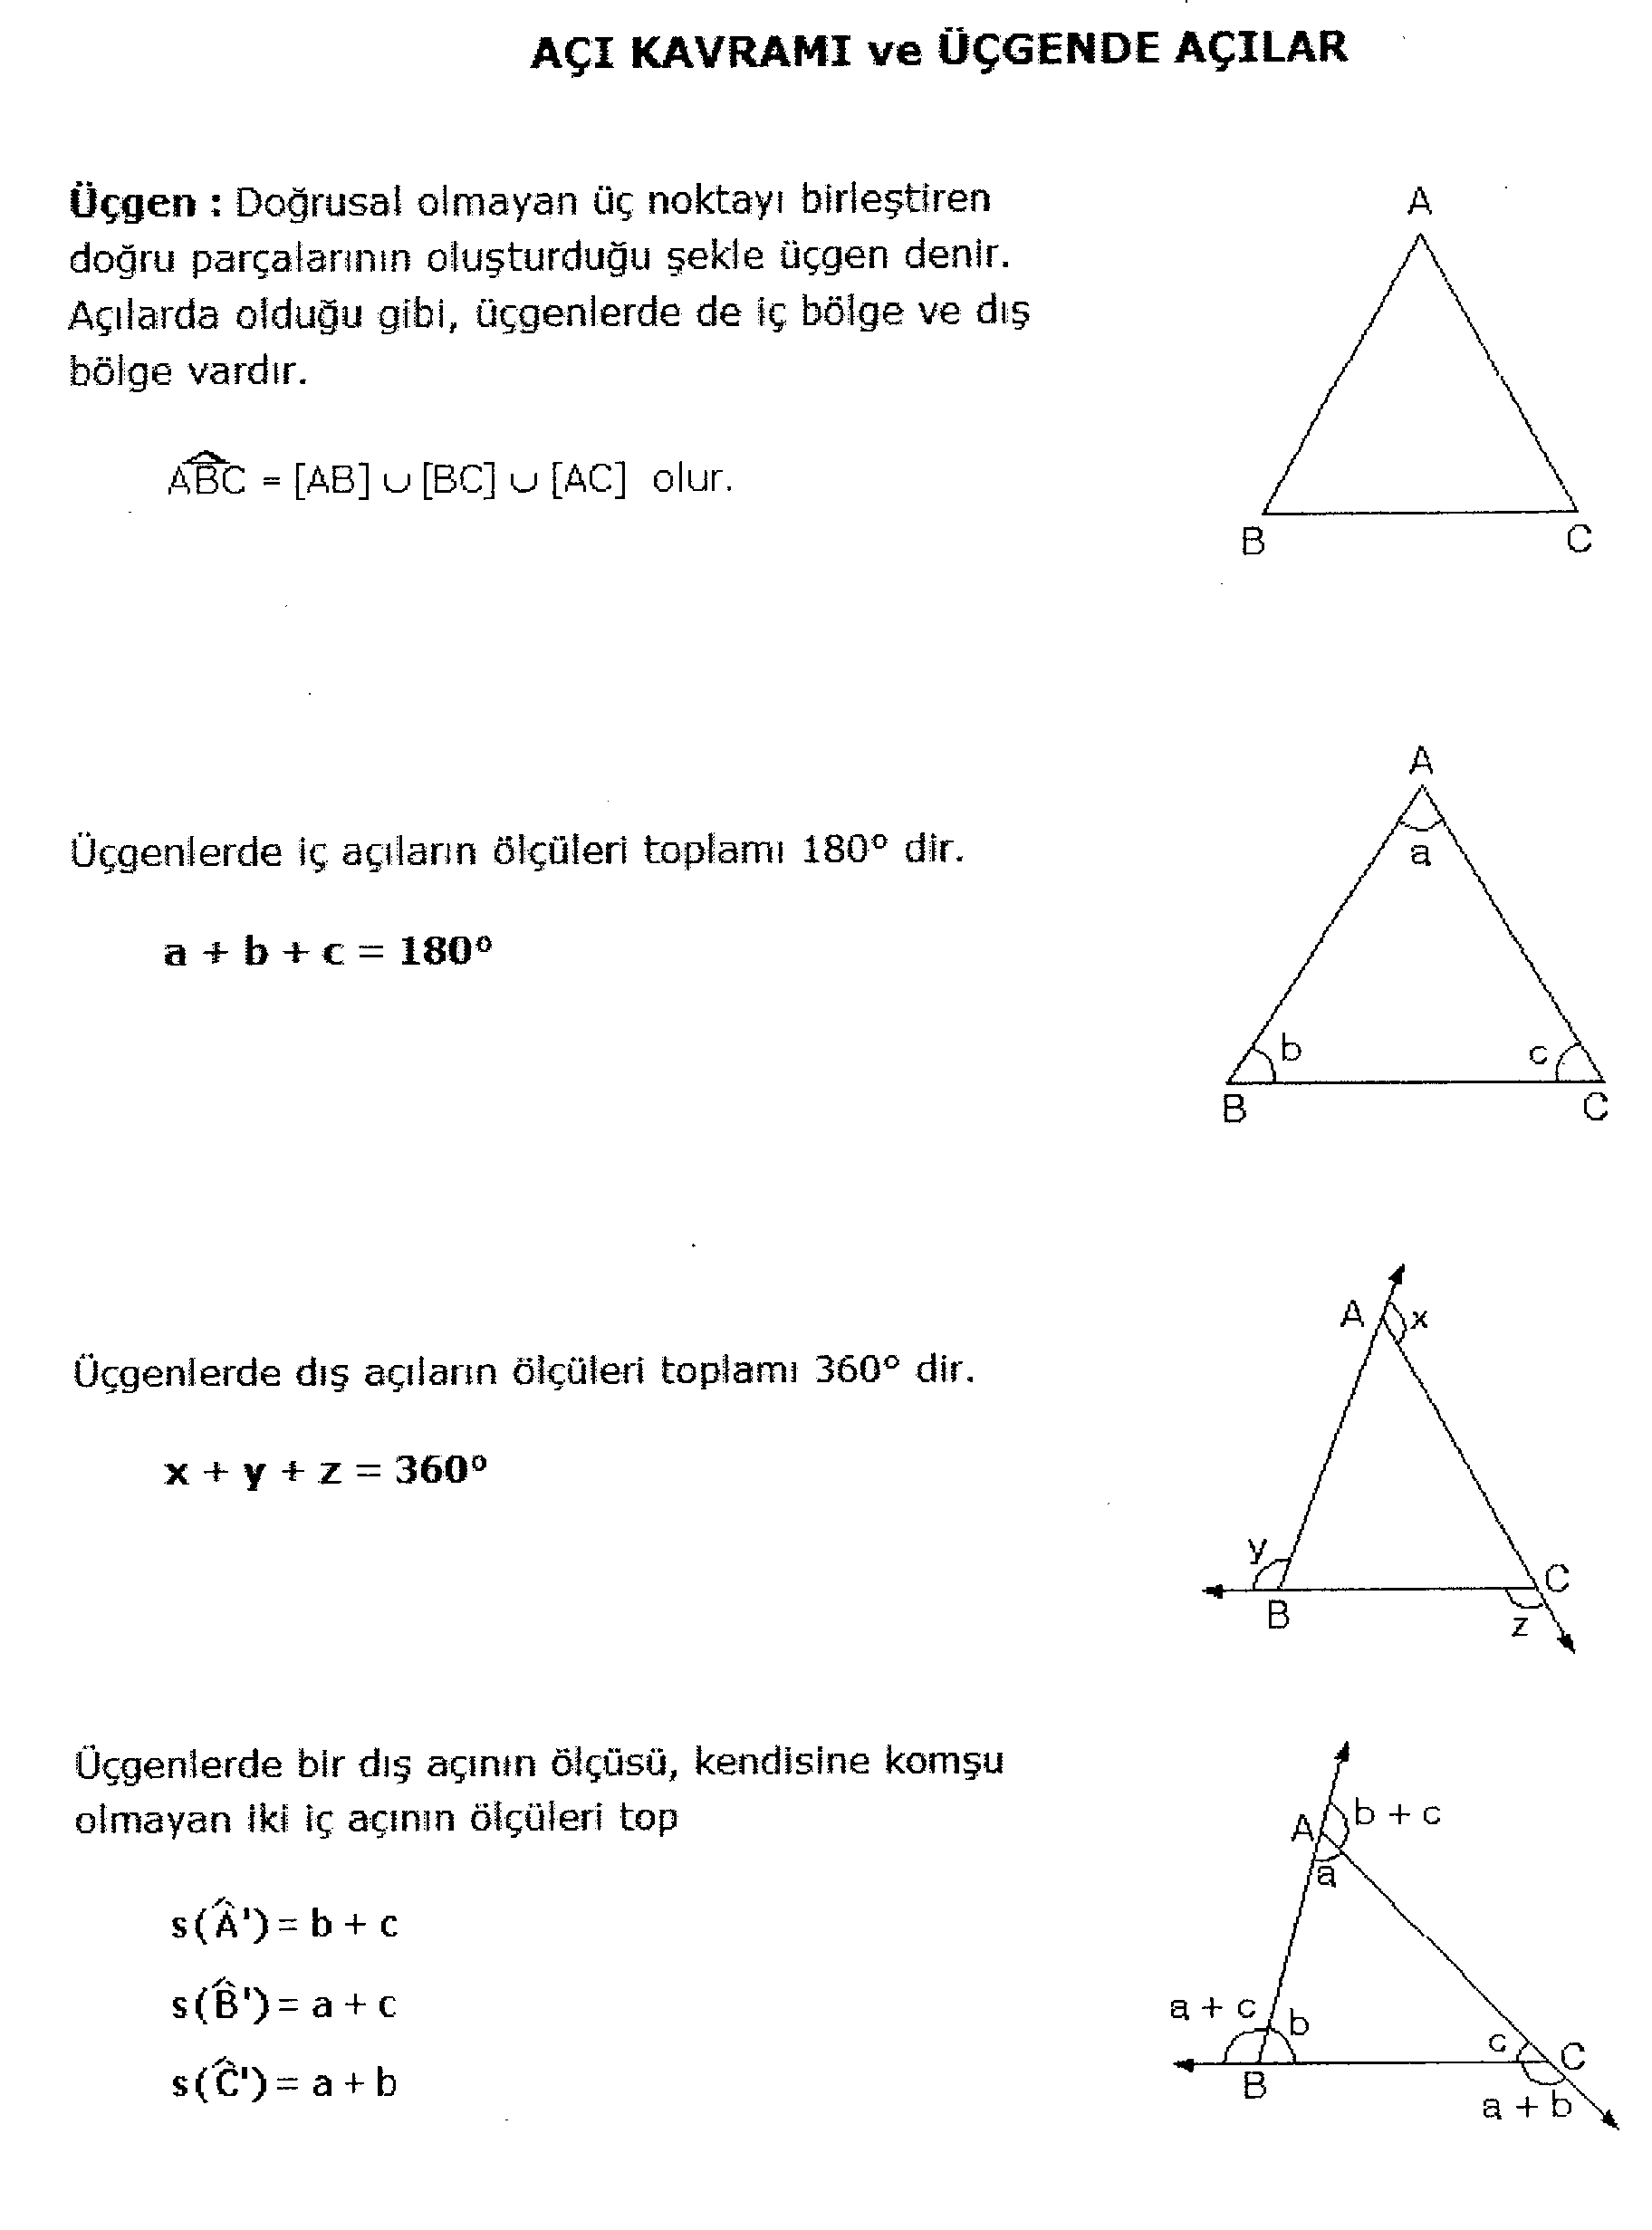 AÇI KAVRAMI ve ÜÇGENDE AÇILAR
Üçgen : Doğrusal olmayan üç noktayı birleştiren
doğru parçalarının oluşturduğu şekle üçgen denir.
Açılarda olduğu gibi, üçgenlerde de iç bölge ve dış
bölge vardır.
ABC = [AB] ∪ [BC] ∪ [AC] olur.
A
B
C
Üçgenlerde iç açıların ölçüleri toplamı 180° dir.
a + b + c = 180°
A
a
b
c
B
C
Üçgenlerde dış açıların ölçüleri toplamı 360° dir.
x + y + z = 360°
A
x
y
B
C
z
Üçgenlerde bir dış açının ölçüsü, kendisine komşu
olmayan iki iç açının ölçüleri top
s(Â') = b + c
s(B̂') = a + c
s(Ĉ') = a + b
A
b + c
a
a + c
b
c
C
B
a + b